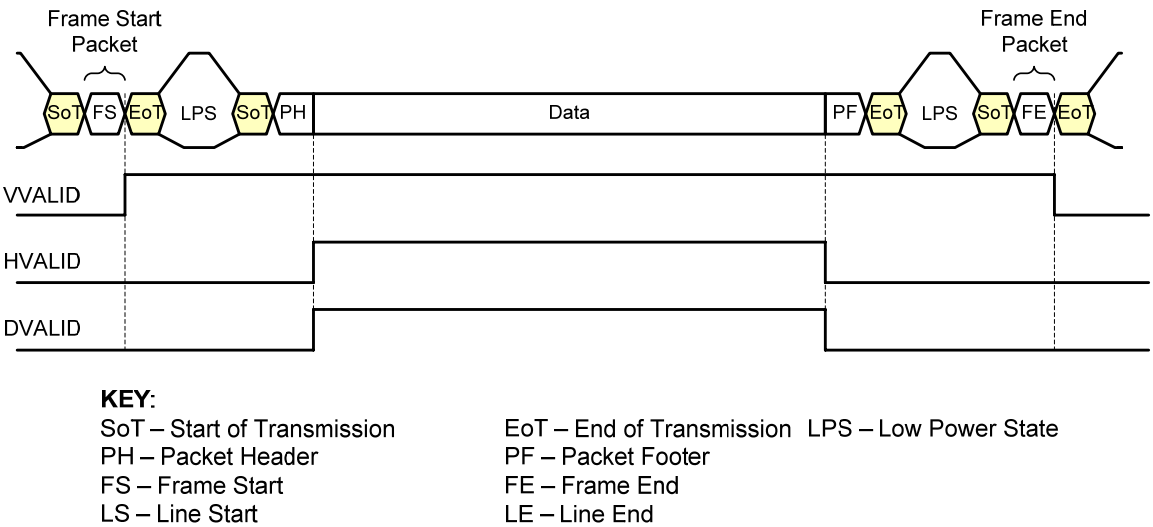 Frame Start
Packet
Frame End
Packet
SoT FS EoT LPS SoT PH Data PF EoT LPS SoT FE EoT
VVALID
HVALID
DVALID
KEY:
SoT – Start of Transmission EoT – End of Transmission LPS – Low Power State
PH – Packet Header PF – Packet Footer
FS – Frame Start FE – Frame End
LS – Line Start LE – Line End